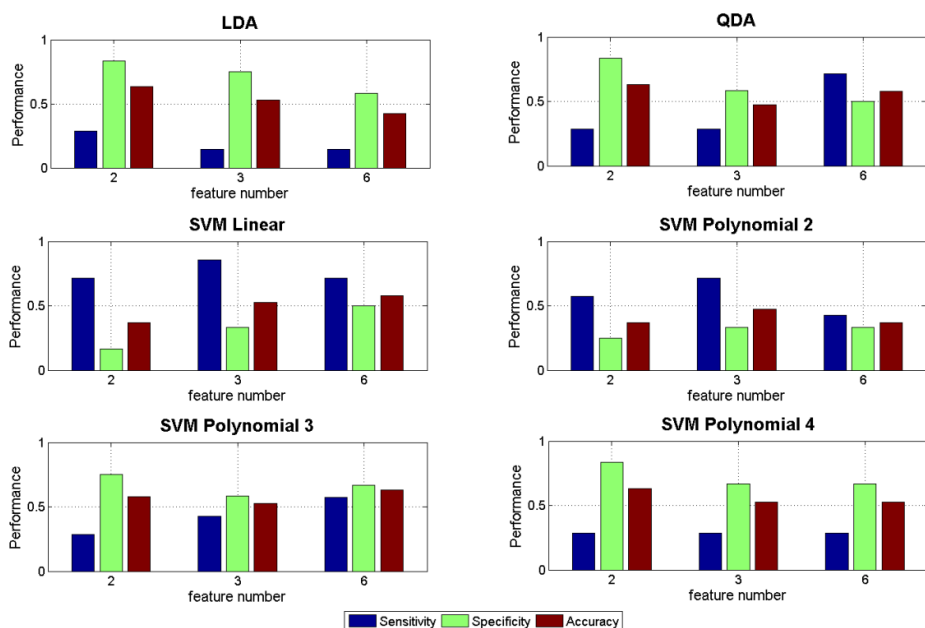 LDA
Performance
1
0.5
0
2 3 6
feature number
QDA
Performance
1
0.5
0
2 3 6
feature number
SVM Linear
Performance
1
0.5
0
2 3 6
feature number
SVM Polynomial 2
Performance
1
0.5
0
2 3 6
feature number
SVM Polynomial 3
Performance
1
0.5
0
2 3 6
feature number
SVM Polynomial 4
Performance
1
0.5
0
2 3 6
feature number
Sensitivity Specificity Accuracy